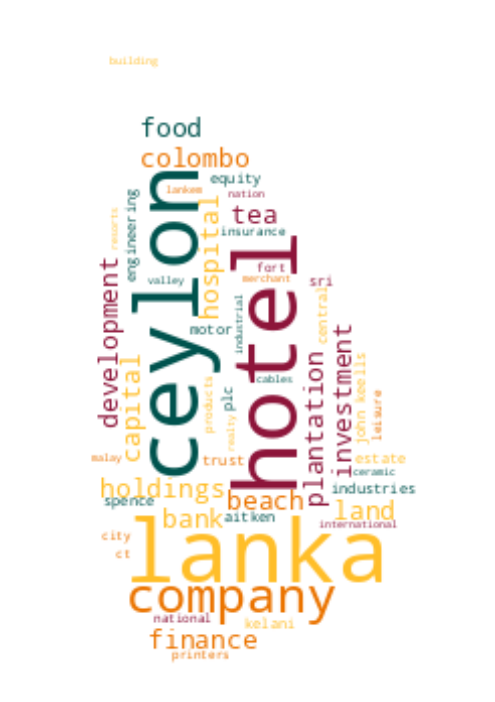 building
food
colombo
equity
lankem
nation
ceylon
engineering
resorts
hospital
tea
insurance
hotel
fort
merchant
sri
valley
development
central
industrial
motor
investment
plantation
john keells
capital
products
plc
cables
leisure
realty
malay
trust
estate
ceramic
holdings
industries
spence
beach
land
bank
aitken
international
lanka
city
ct
company
national
kelani
finance
printers